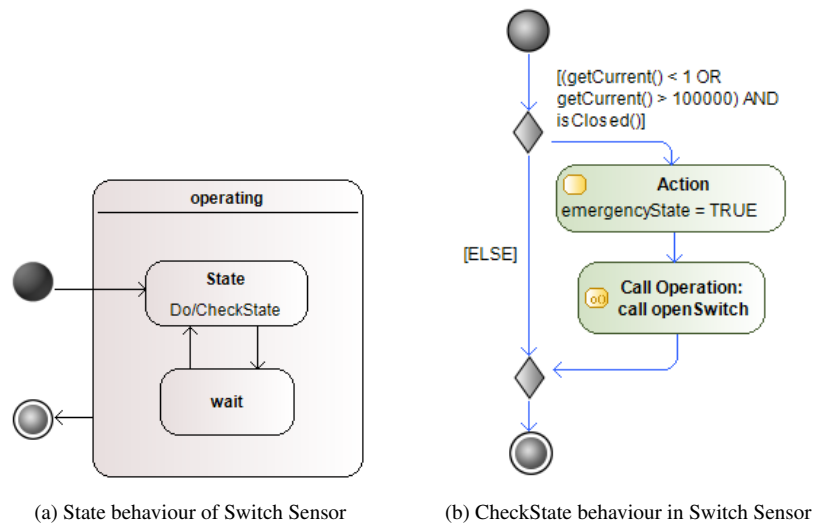 operating
State
Do/CheckState
wait
(a) State behaviour of Switch Sensor
[(getCurrent() < 1 OR
getCurrent() > 100000) AND
isClosed()]
Action
emergencyState = TRUE
[ELSE]
Call Operation:
call openSwitch
(b) CheckState behaviour in Switch Sensor